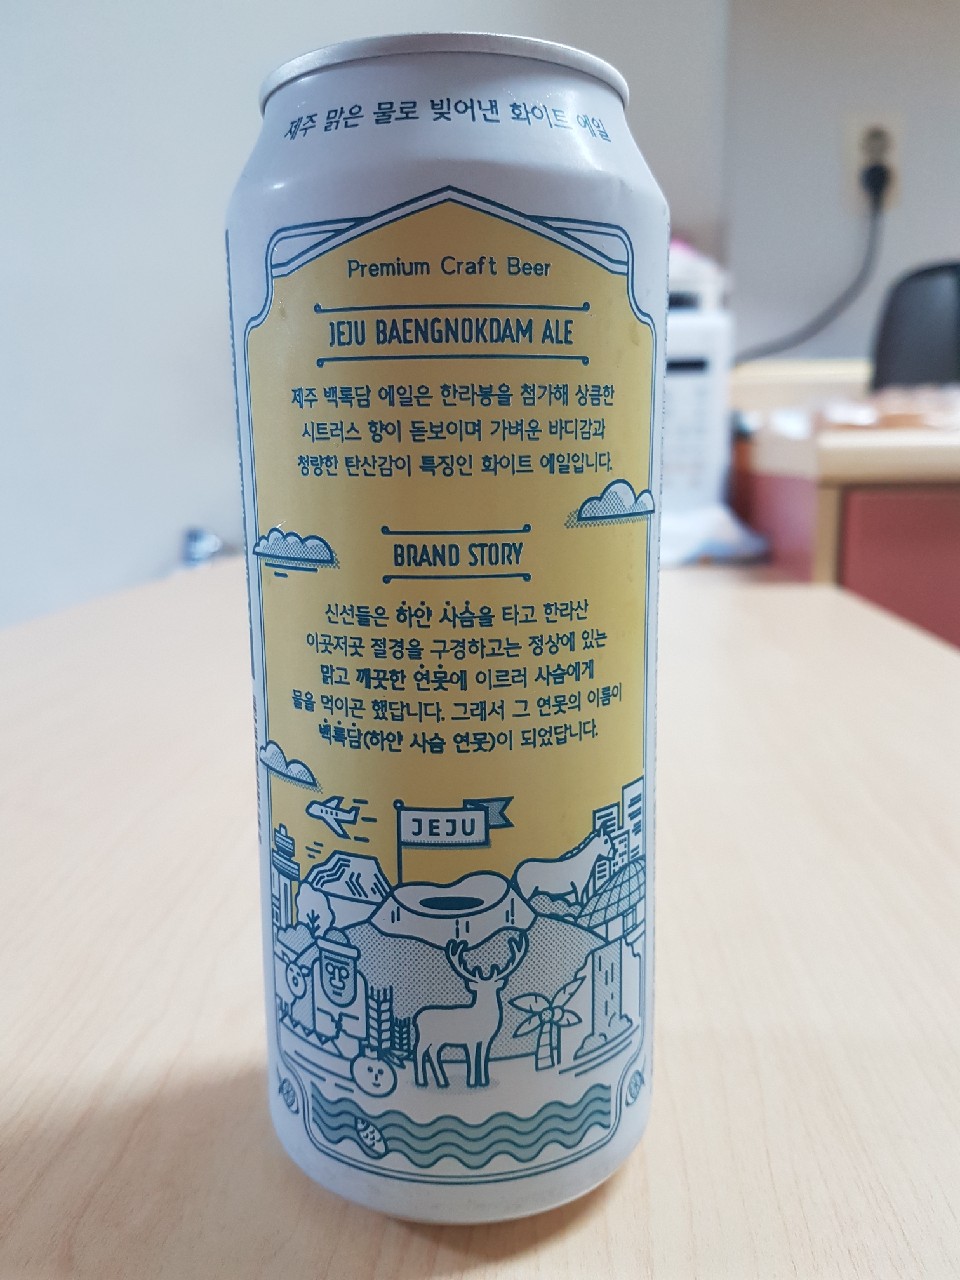 제주 맑은 물로 빚어낸 화이트 에일
Premium Craft Beer
JEJU BAENGNOKDAM ALE
제주 백록담 에일은 한라봉을 첨가해 상큼한
시트러스 향이 돋보이며 가벼운 바디감과
청량한 탄산감이 특징인 화이트 에일입니다.
BRAND STORY
신선들은 하얀 사슴을 타고 한라산
이곳저곳 절경을 구경하고는 정상에 있는
맑고 깨끗한 연못에 이르러 사슴에게
물을 먹이곤 했답니다. 그래서 그 연못의 이름이
백록담(하얀 사슴 연못)이 되었답니다.
JEJU